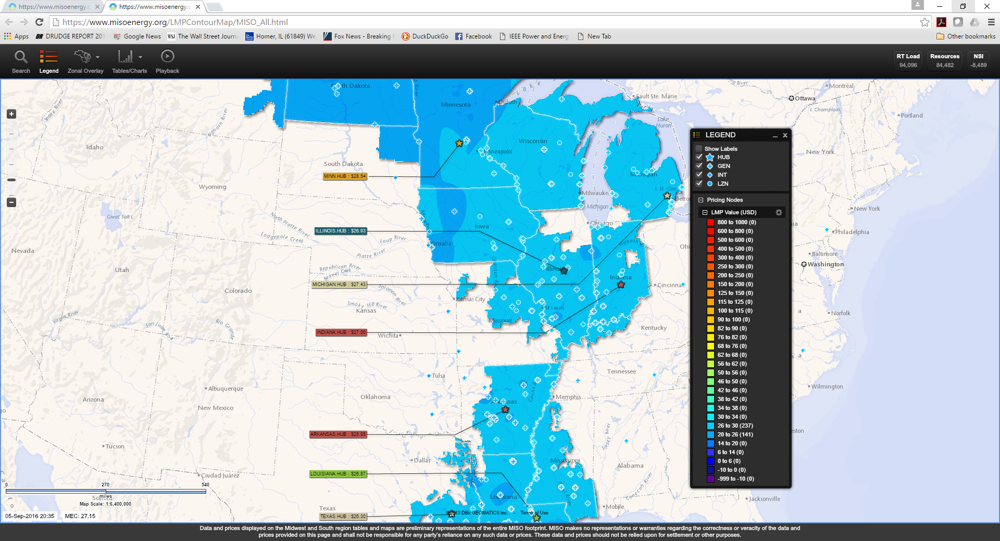 https://www.misoenergy.
https://www.misoenergy.
https://www.misoenergy.org/LMPContourMap/MISO_All.html
Apps
DRUDGE REPORT 201
Google News
The Wall Street Journa
Homer, IL (61849) We
Fox News - Breaking
DuckDuckGo
Facebook
IEEE Power and Energ
New Tab
Other bookmarks
Search
Legend
Zonal Overlay
Tables/Charts
Playback
RT Load
94,096
Resources
84,482
NSI
-8,489
North Dakota
Minnesota
Duluth
Lake
Sault Ste. Marie
Montréal
Ottawa
L Champlain
Portland
Lake
Huron
Snake River
Bighorn River
Idaho
Wisconsin
Minneapolis
South Dakota
MINN.HUB : $28.54
Wyoming
Michigan
L St. Clair
Milwaukee
Michigan
Detroi
New York
New York
Great Salt L
North Platte River
Lodgepole Creek
Loup River
Platte River
ILLINOIS.HUB : $26.93
Iowa
Omaha
Chicago
Wabash
Ohi
Philadelphia
Nevada
Utah
Republican River
Beaver Creek
Chariton R
Illinois
Indiana
Baltimore
Washington
Colorado
MICHIGAN.HUB : $27.43
Solomon River
Smoky Hill River
Kansas
Kansas City
Cincinna
St Louis
Missouri
Virgin River
San Juan River
Rio Grande
INDIANA.HUB : $27.00
Wichita
Kentucky
Norfolk
Tulsa
Tennessee
Albuquerque
Arizona
New Mexico
Oklahoma
Arkansas
Cache R
Memphis
Wilmington
ARKANSAS.HUB : $25.95
Tucson
Dallas
Mississippi
Sipsey River
Alabama
Ciudad Juárez
LOUISIANA.HUB : $26.87
Louisiana
Pearl River
Conecuh River
Jacksonville
Mobile
Texas
TEXAS.HUB : $26.30
DBx GEOMATICS inc. - Terms of Use
0 270 540
miles
Map Scale: 1:6,400,000
05-Sep-2016 20:35 MEC: 27.15
LEGEND
Show Labels
HUB
GEN
INT
LZN
Pricing Nodes
LMP Value (USD)
800 to 1000 (0)
600 to 800 (0)
500 to 600 (0)
400 to 500 (0)
300 to 400 (0)
250 to 300 (0)
200 to 250 (0)
150 to 200 (0)
125 to 150 (0)
115 to 125 (0)
100 to 115 (0)
90 to 100 (0)
82 to 90 (0)
76 to 82 (0)
68 to 76 (0)
62 to 68 (0)
56 to 62 (0)
50 to 56 (0)
46 to 50 (0)
42 to 46 (0)
38 to 42 (0)
34 to 38 (0)
30 to 34 (0)
26 to 30 (237)
20 to 26 (141)
14 to 20 (0)
6 to 14 (0)
0 to 6 (0)
-10 to 0 (0)
-999 to -10 (0)
Data and prices displayed on the Midwest and South region tables and maps are preliminary representations of the entire MISO footprint. MISO makes no representations or warranties regarding the correctness or veracity of the data and
prices provided on this page and shall not be responsible for any party's reliance on any such data or prices. These data and prices should not be relied upon for settlement or other purposes.